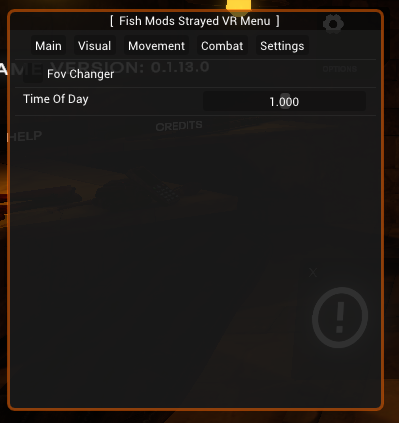 [ Fish Mods Strayed VR Menu ]
Main Visual Movement Combat Settings
AME VERSION: 0.1.13.0
Fov Changer
Time Of Day 1.000
CREDITS
HELP